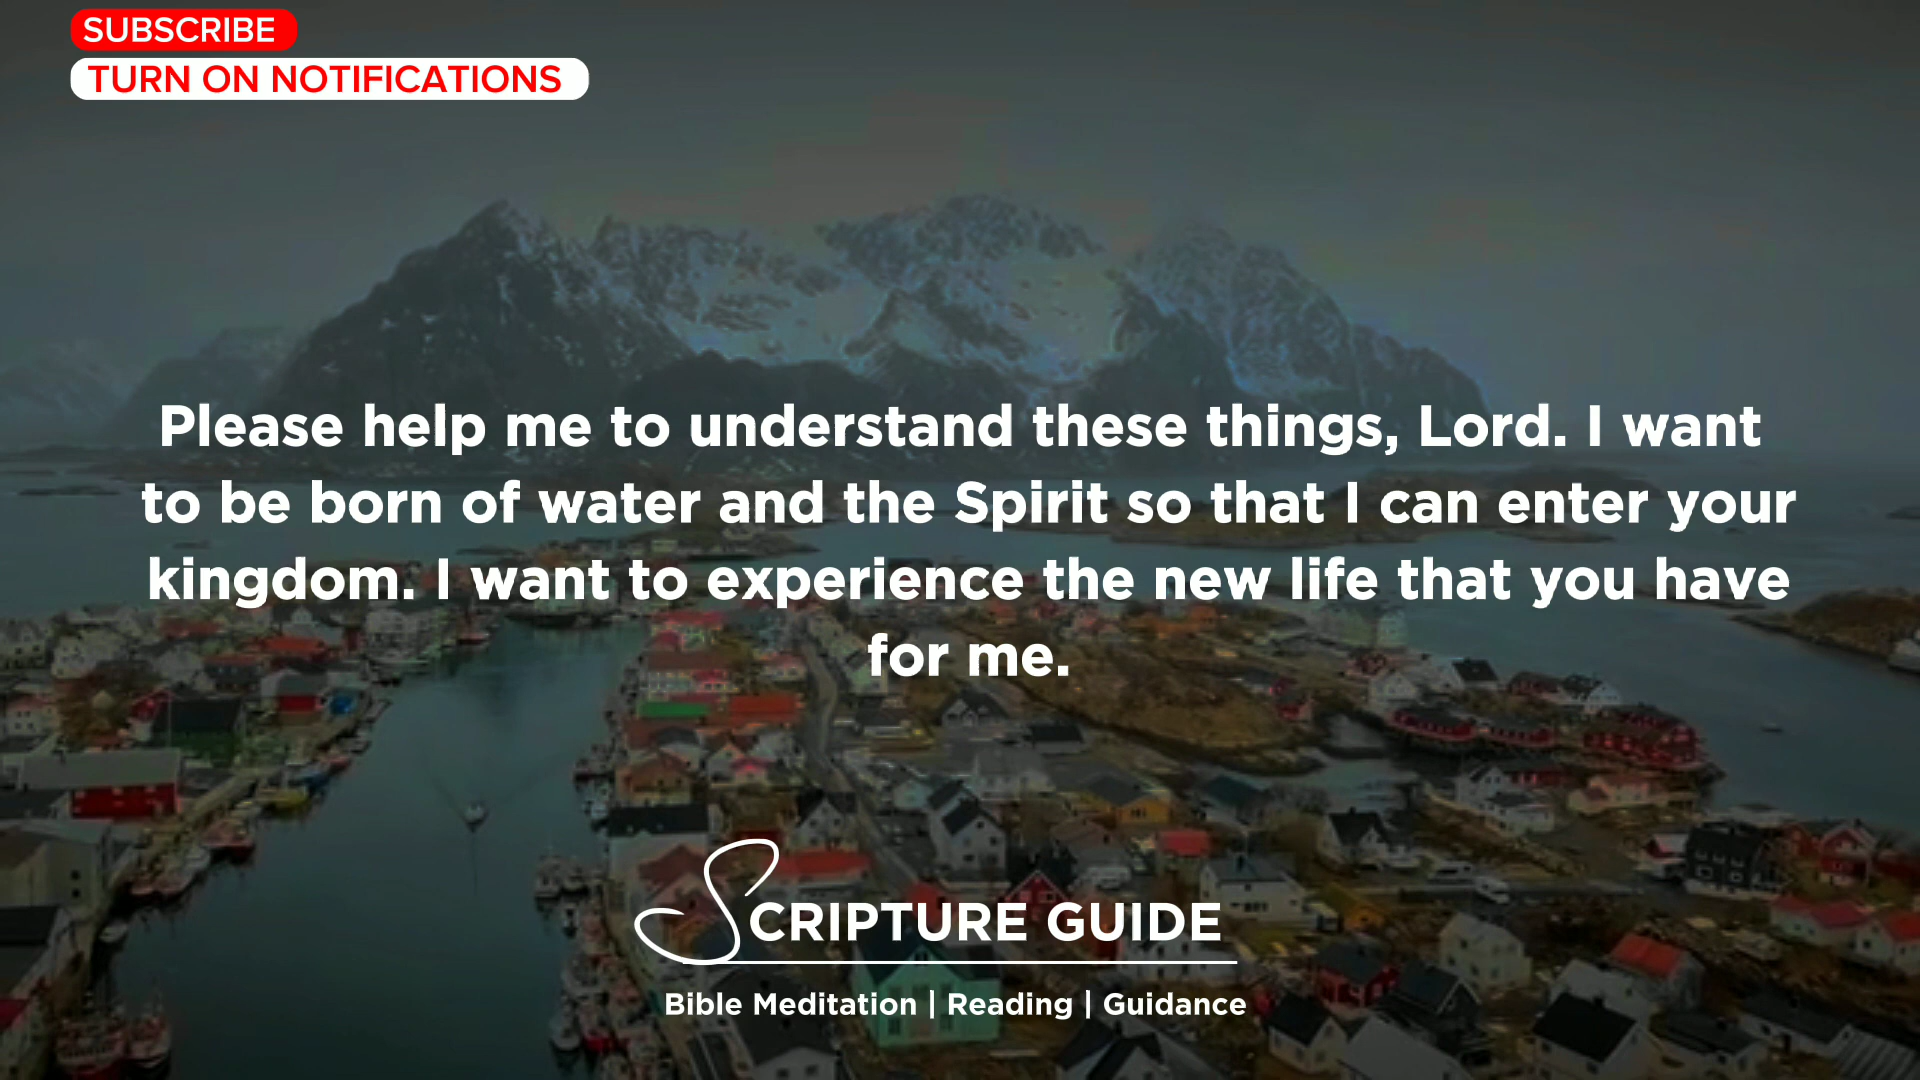 SUBSCRIBE
TURN ON NOTIFICATIONS
Please help me to understand these things, Lord. I want
to be born of water and the Spirit so that I can enter your
kingdom. I want to experience the new life that you have
for me.
SCRIPTURE GUIDE
Bible Meditation | Reading | Guidance